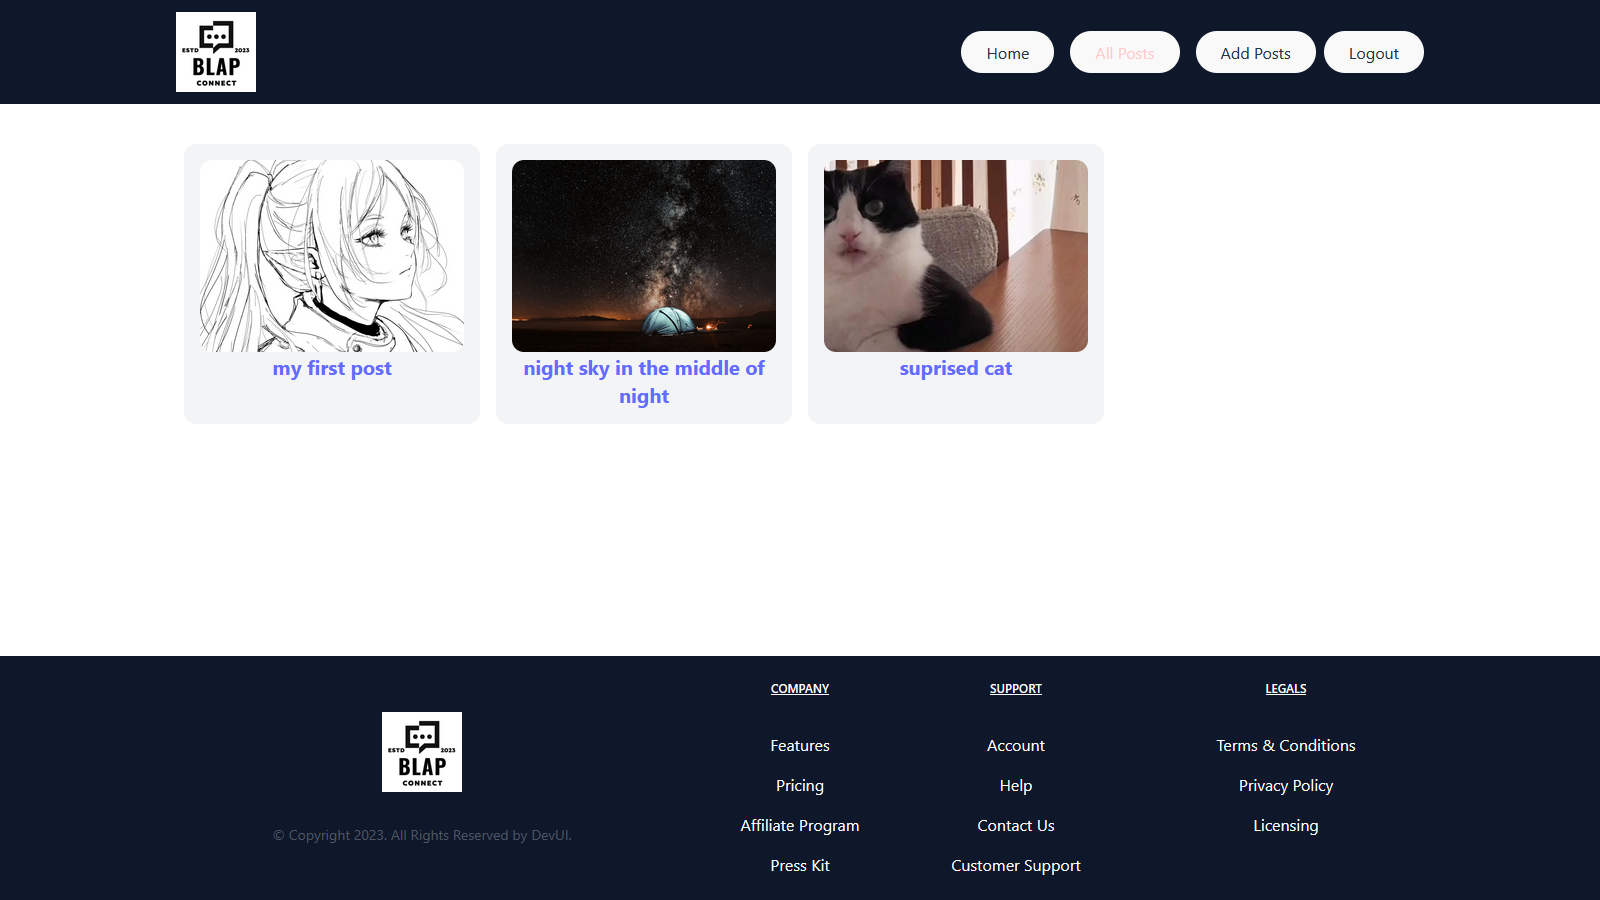 ESTD 2023
BLAP
CONNECT
Home
All Posts
Add Posts
Logout
my first post
night sky in the middle of
night
suprised cat
ESTD 2023
BLAP
CONNECT
© Copyright 2023. All Rights Reserved by DevUI.
COMPANY
Features
Pricing
Affiliate Program
Press Kit
SUPPORT
Account
Help
Contact Us
Customer Support
LEGALS
Terms & Conditions
Privacy Policy
Licensing